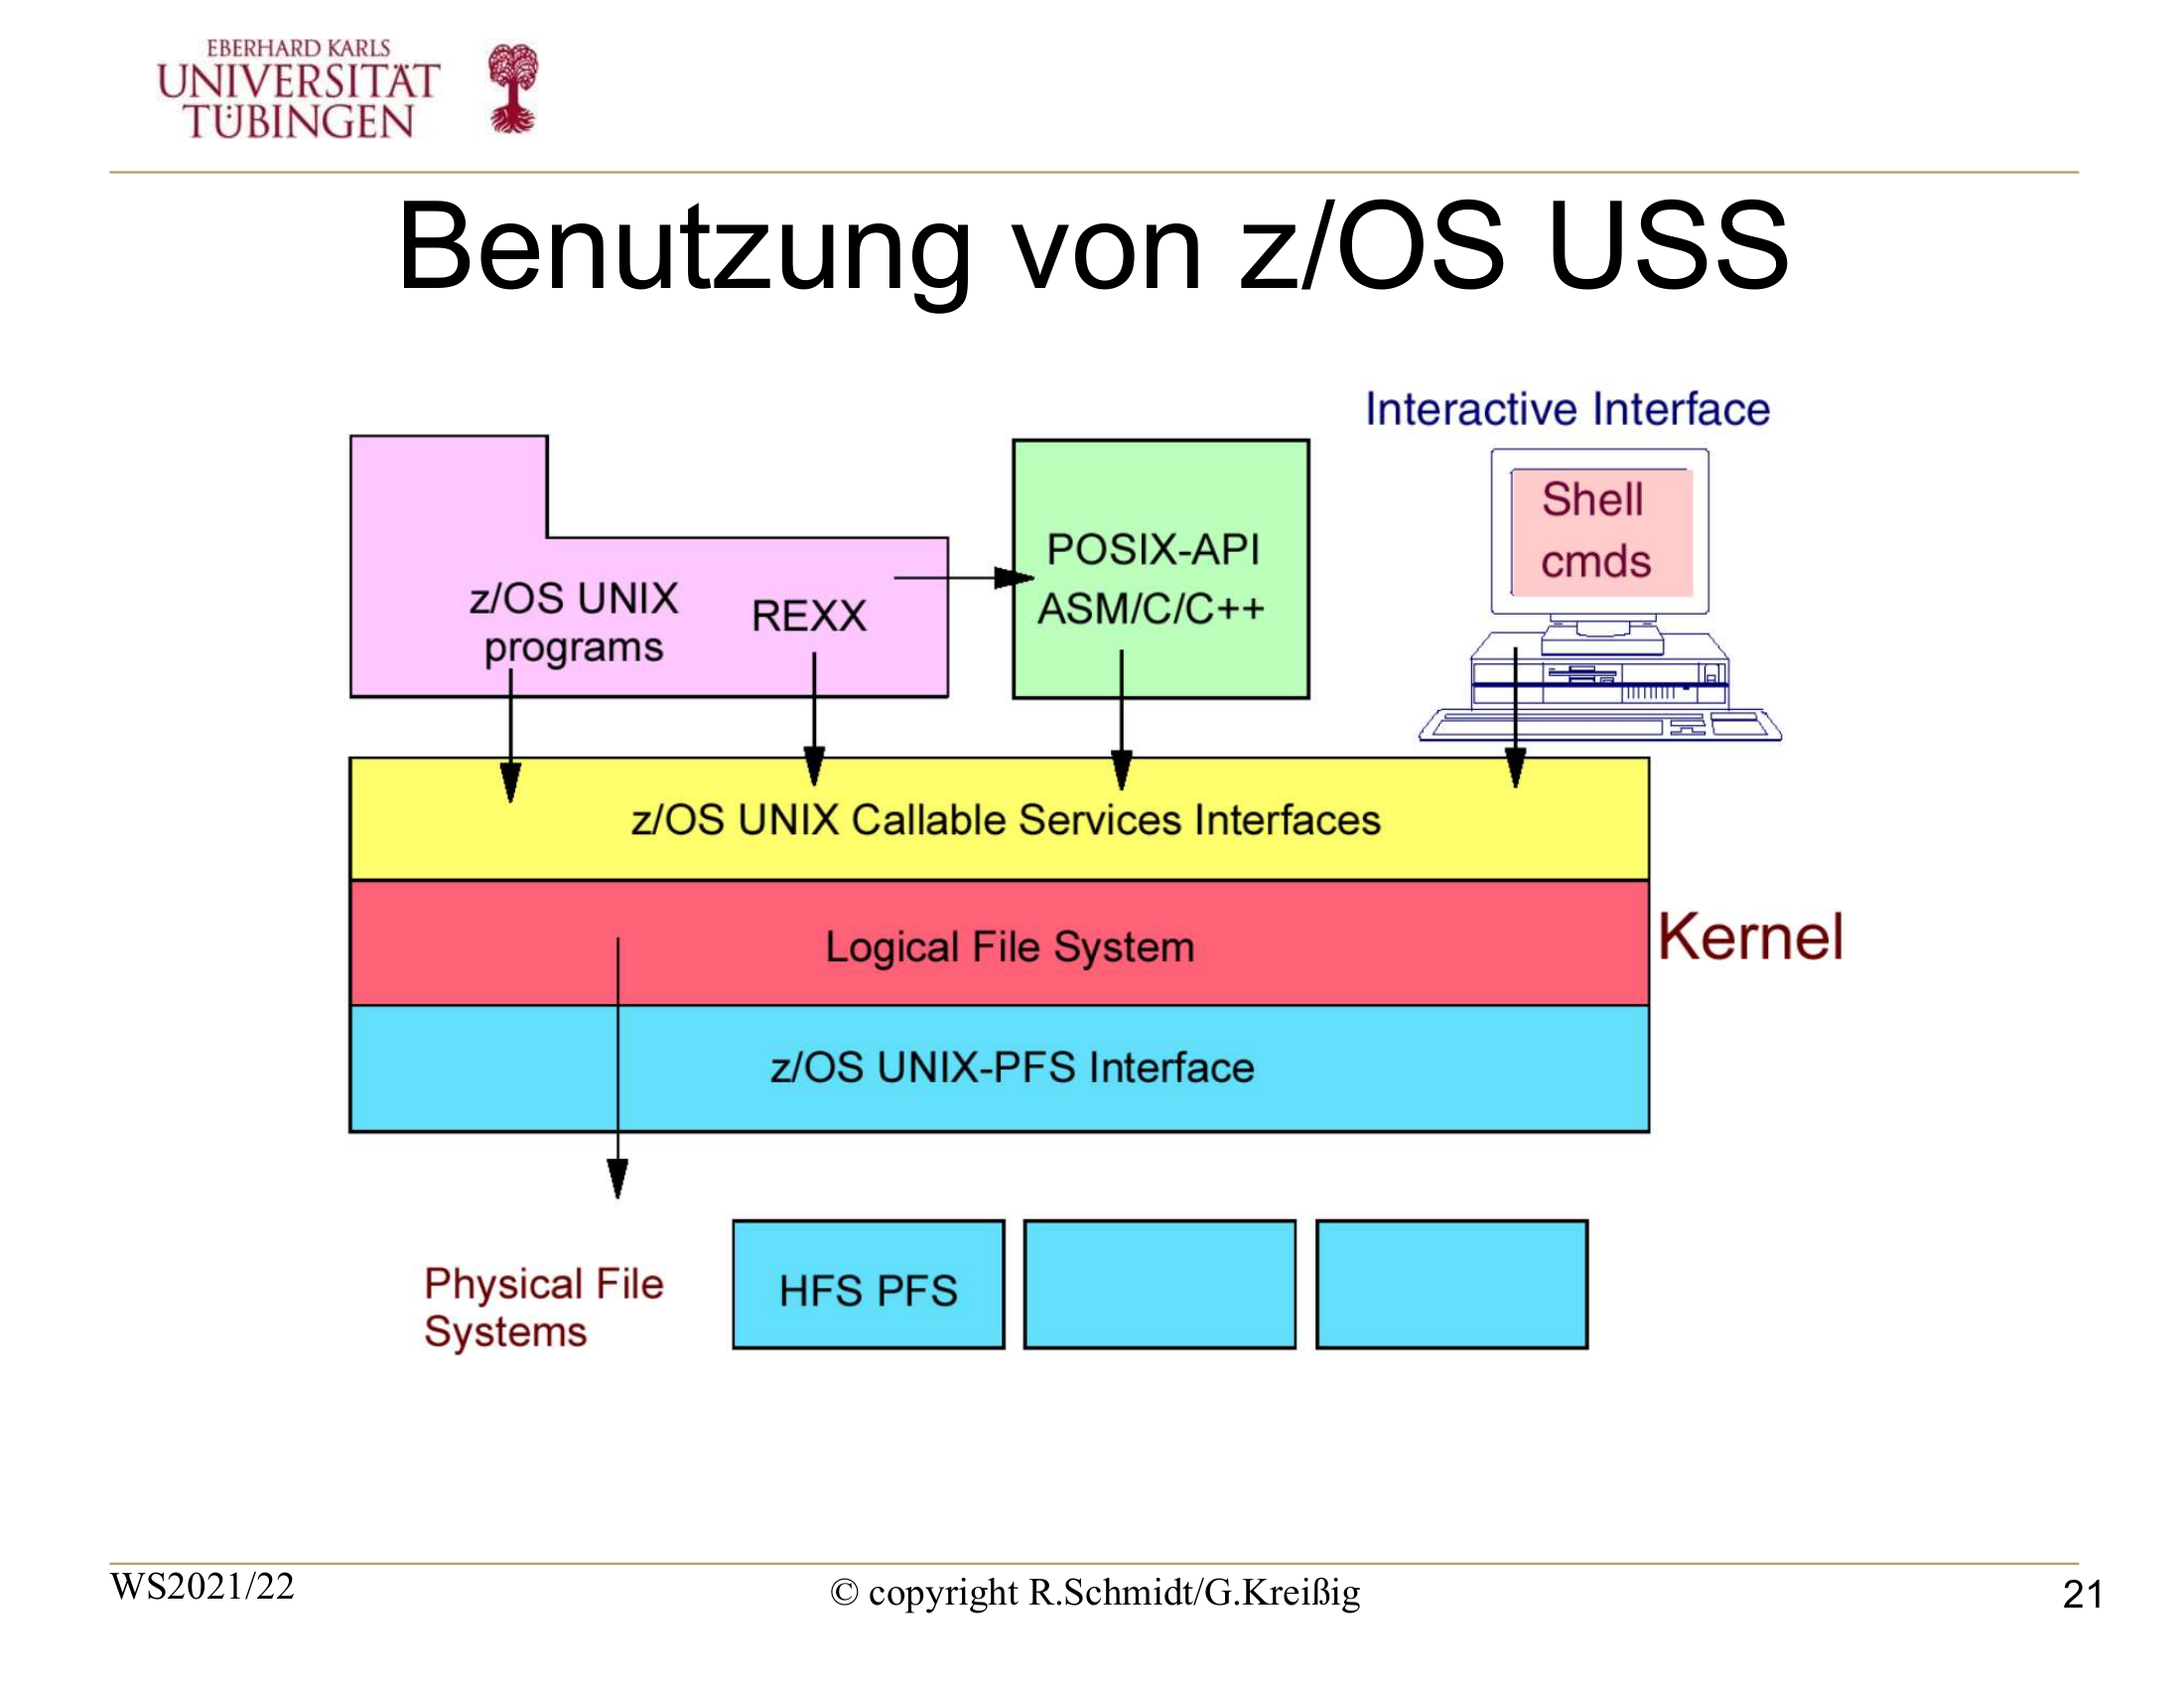 EBERHARD KARLS
UNIVERSITÄT
TÜBINGEN
Benutzung von z/OS USS
Interactive Interface
Shell
cmds
POSIX-API
ASM/C/C++
z/OS UNIX
programs
REXX
z/OS UNIX Callable Services Interfaces
Logical File System
Kernel
z/OS UNIX-PFS Interface
Physical File
Systems
HFS PFS
WS2021/22
© copyright R.Schmidt/G.Kreißig
21